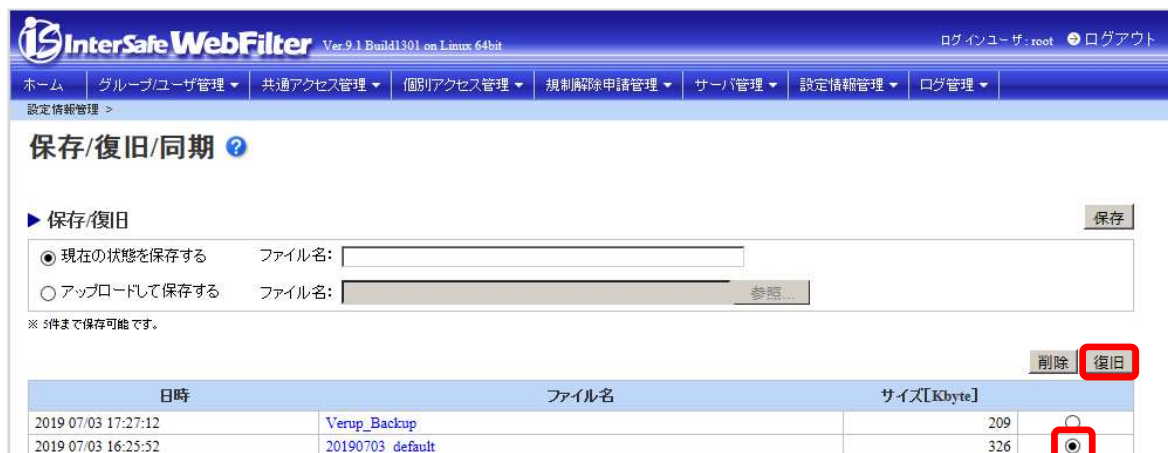 InterSafe WebFilter Ver.9.1 Build1301 on Linux 64bit ログインユーザ:root ログアウト
ホーム グループ/ユーザ管理▼ 共通アクセス管理▼ 個別アクセス管理▼ 規制解除申請管理▼ サーバ管理▼ 設定情報管理▼ ログ管理▼
設定情報管理 >
保存/復旧/同期 ?
▶ 保存/復旧 保存
現在の状態を保存する ファイル名:
アップロードして保存する ファイル名: 参照...
※ 5件まで保存可能です。
削除 復旧
日時 ファイル名 サイズ[Kbyte]
2019 07/03 17:27:12 Verup_Backup 209
2019 07/03 16:25:52 20190703_default 326